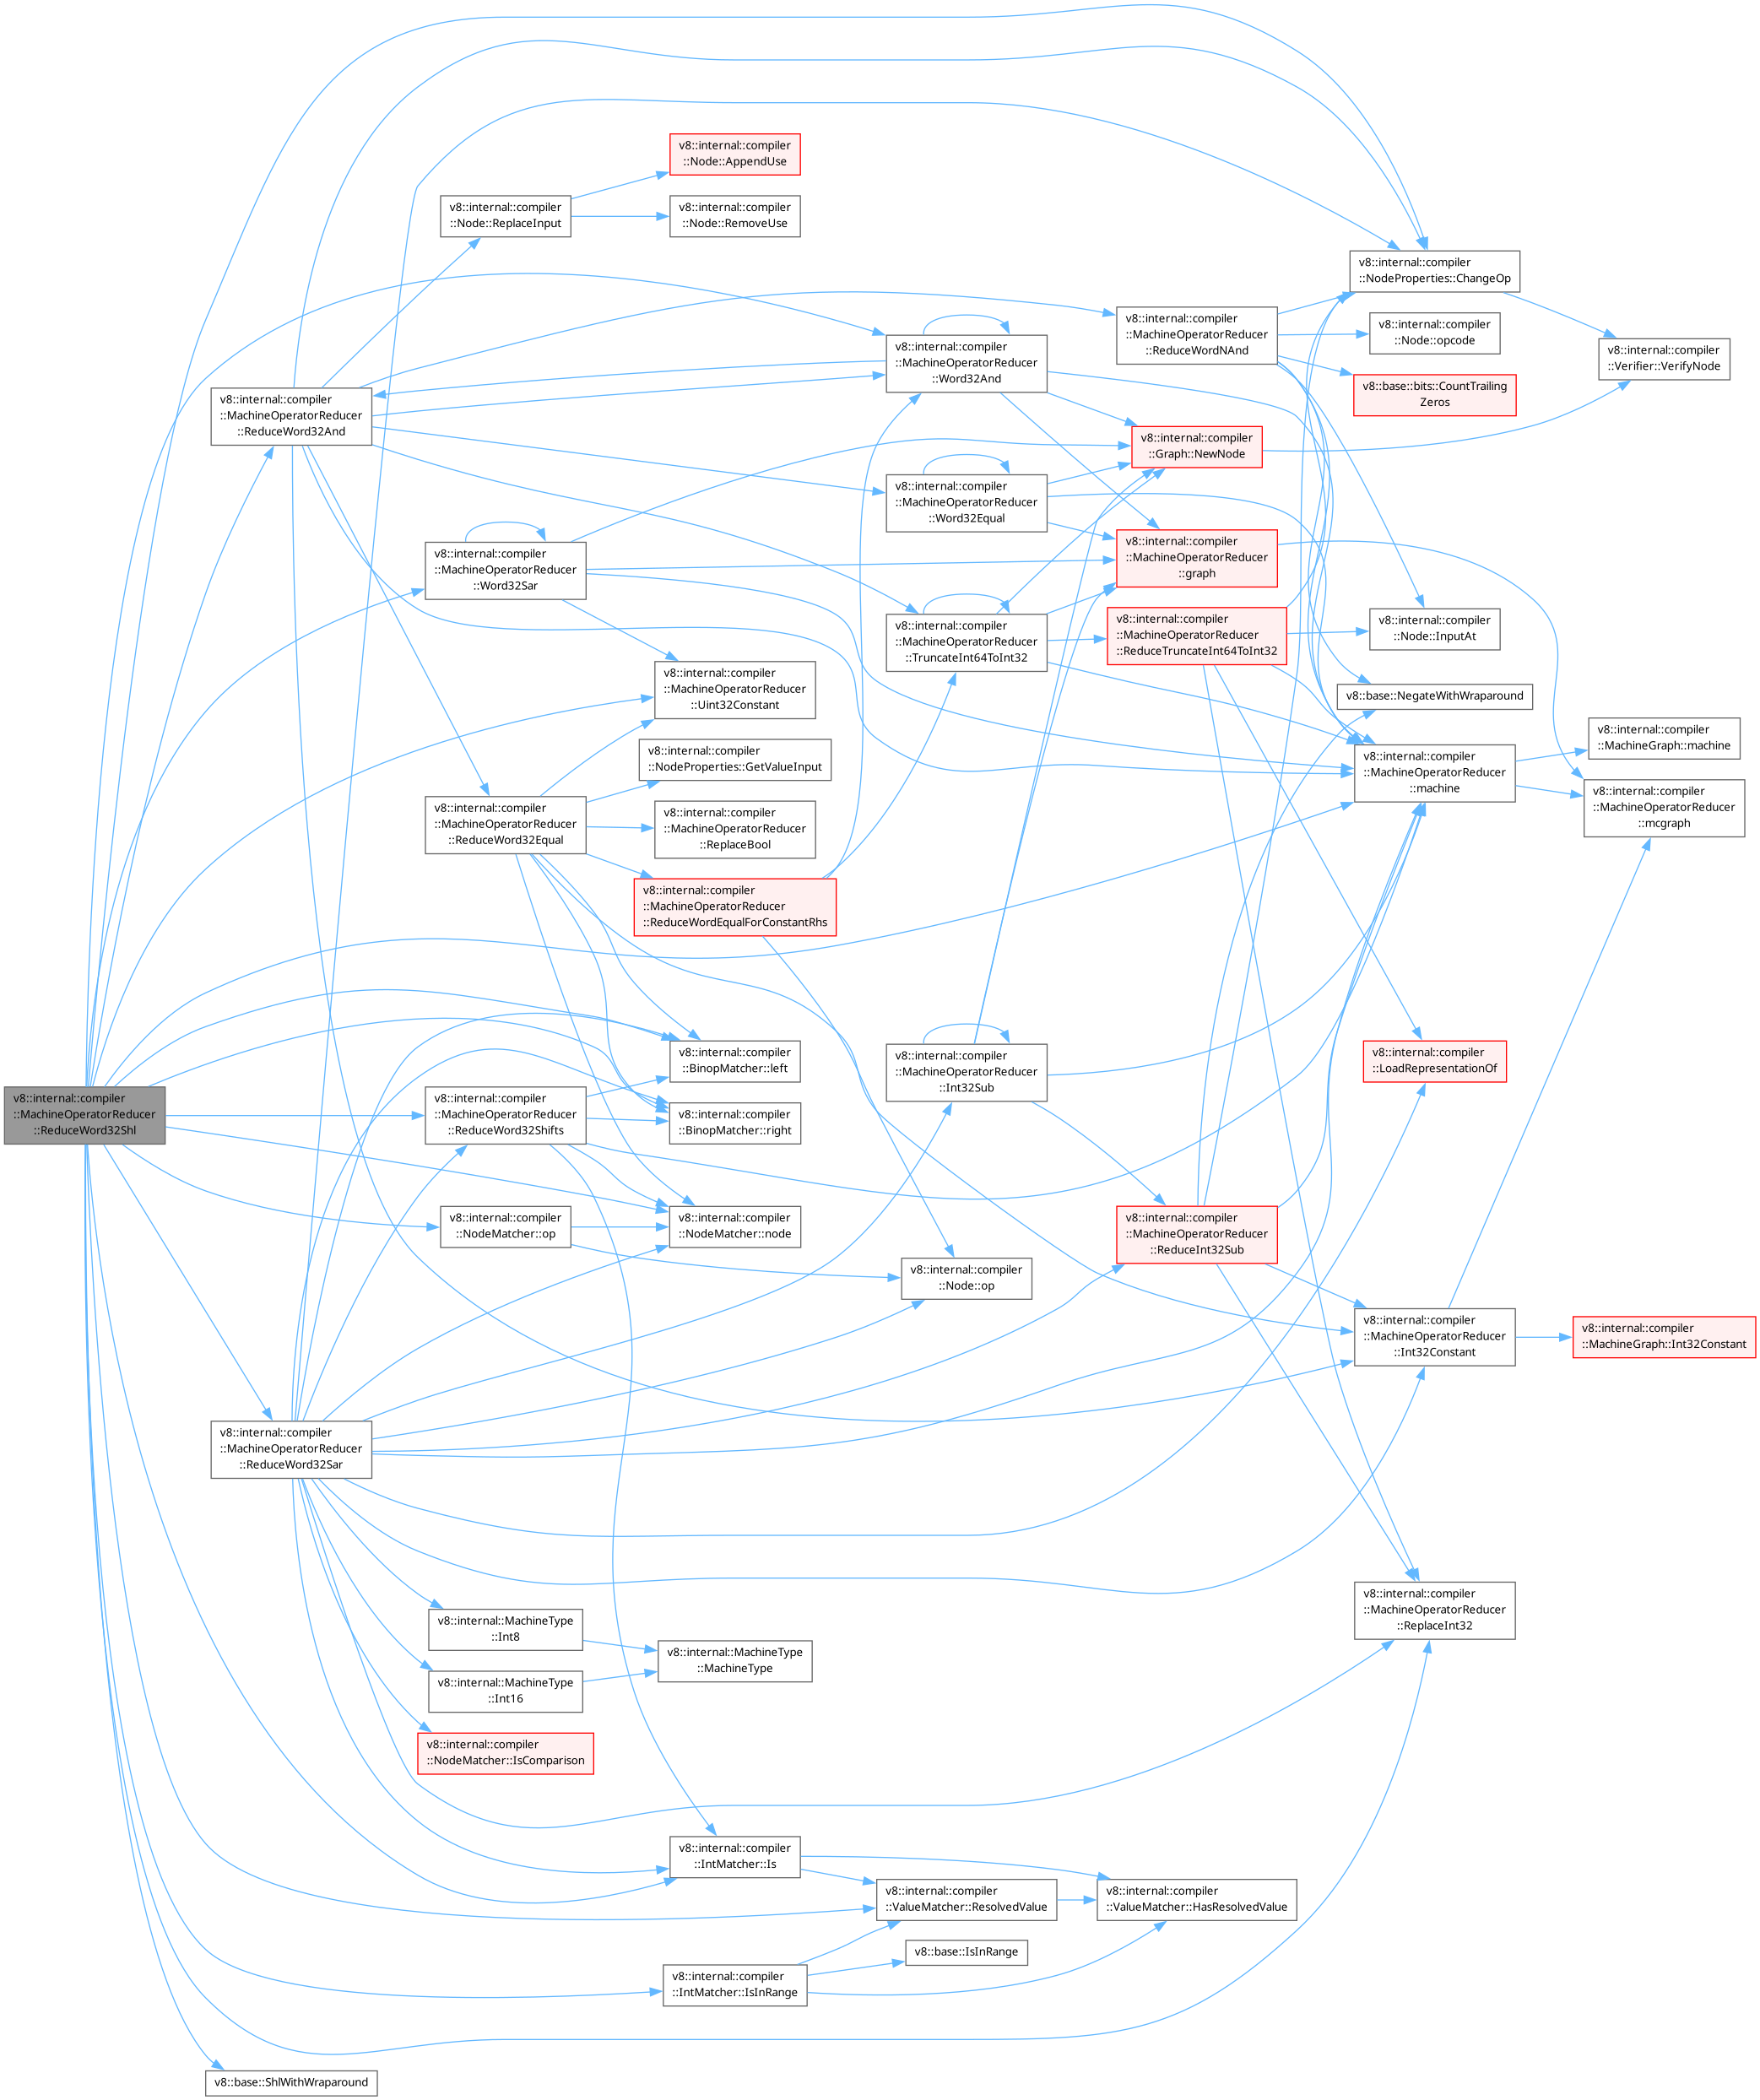 v8::internal::compiler
::Node::AppendUse
v8::internal::compiler
::Node::ReplaceInput
v8::internal::compiler
::Node::RemoveUse
v8::internal::compiler
::NodeProperties::ChangeOp
v8::internal::compiler
::MachineOperatorReducer
::ReduceWordNAnd
v8::internal::compiler
::Node::opcode
v8::internal::compiler
::Verifier::VerifyNode
v8::internal::compiler
::MachineOperatorReducer
::Word32And
v8::base::bits::CountTrailing
Zeros
v8::internal::compiler
::MachineOperatorReducer
::ReduceWord32And
v8::internal::compiler
::Graph::NewNode
v8::internal::compiler
::MachineOperatorReducer
::Word32Equal
v8::internal::compiler
::MachineOperatorReducer
::Word32Sar
v8::internal::compiler
::MachineOperatorReducer
::graph
v8::internal::compiler
::MachineOperatorReducer
::TruncateInt64ToInt32
v8::internal::compiler
::MachineOperatorReducer
::ReduceTruncateInt64ToInt32
v8::internal::compiler
::Node::InputAt
v8::internal::compiler
::MachineOperatorReducer
::Uint32Constant
v8::base::NegateWithWraparound
v8::internal::compiler
::NodeProperties::GetValueInput
v8::internal::compiler
::MachineGraph::machine
v8::internal::compiler
::MachineOperatorReducer
::machine
v8::internal::compiler
::MachineOperatorReducer
::mcgraph
v8::internal::compiler
::MachineOperatorReducer
::ReduceWord32Equal
v8::internal::compiler
::MachineOperatorReducer
::ReplaceBool
v8::internal::compiler
::MachineOperatorReducer
::ReduceWordEqualForConstantRhs
v8::internal::compiler
::BinopMatcher::left
v8::internal::compiler
::MachineOperatorReducer
::Int32Sub
v8::internal::compiler
::LoadRepresentationOf
v8::internal::compiler
::MachineOperatorReducer
::ReduceWord32Shl
v8::internal::compiler
::MachineOperatorReducer
::ReduceWord32Shifts
v8::internal::compiler
::BinopMatcher::right
v8::internal::compiler
::NodeMatcher::op
v8::internal::compiler
::NodeMatcher::node
v8::internal::compiler
::MachineOperatorReducer
::ReduceInt32Sub
v8::internal::compiler
::Node::op
v8::internal::compiler
::MachineOperatorReducer
::Int32Constant
v8::internal::compiler
::MachineGraph::Int32Constant
v8::internal::compiler
::MachineOperatorReducer
::ReduceWord32Sar
v8::internal::compiler
::MachineOperatorReducer
::ReplaceInt32
v8::internal::MachineType
::Int8
v8::internal::MachineType
::MachineType
v8::internal::MachineType
::Int16
v8::internal::compiler
::NodeMatcher::IsComparison
v8::internal::compiler
::IntMatcher::Is
v8::internal::compiler
::ValueMatcher::ResolvedValue
v8::internal::compiler
::ValueMatcher::HasResolvedValue
v8::base::IsInRange
v8::internal::compiler
::IntMatcher::IsInRange
v8::base::ShlWithWraparound